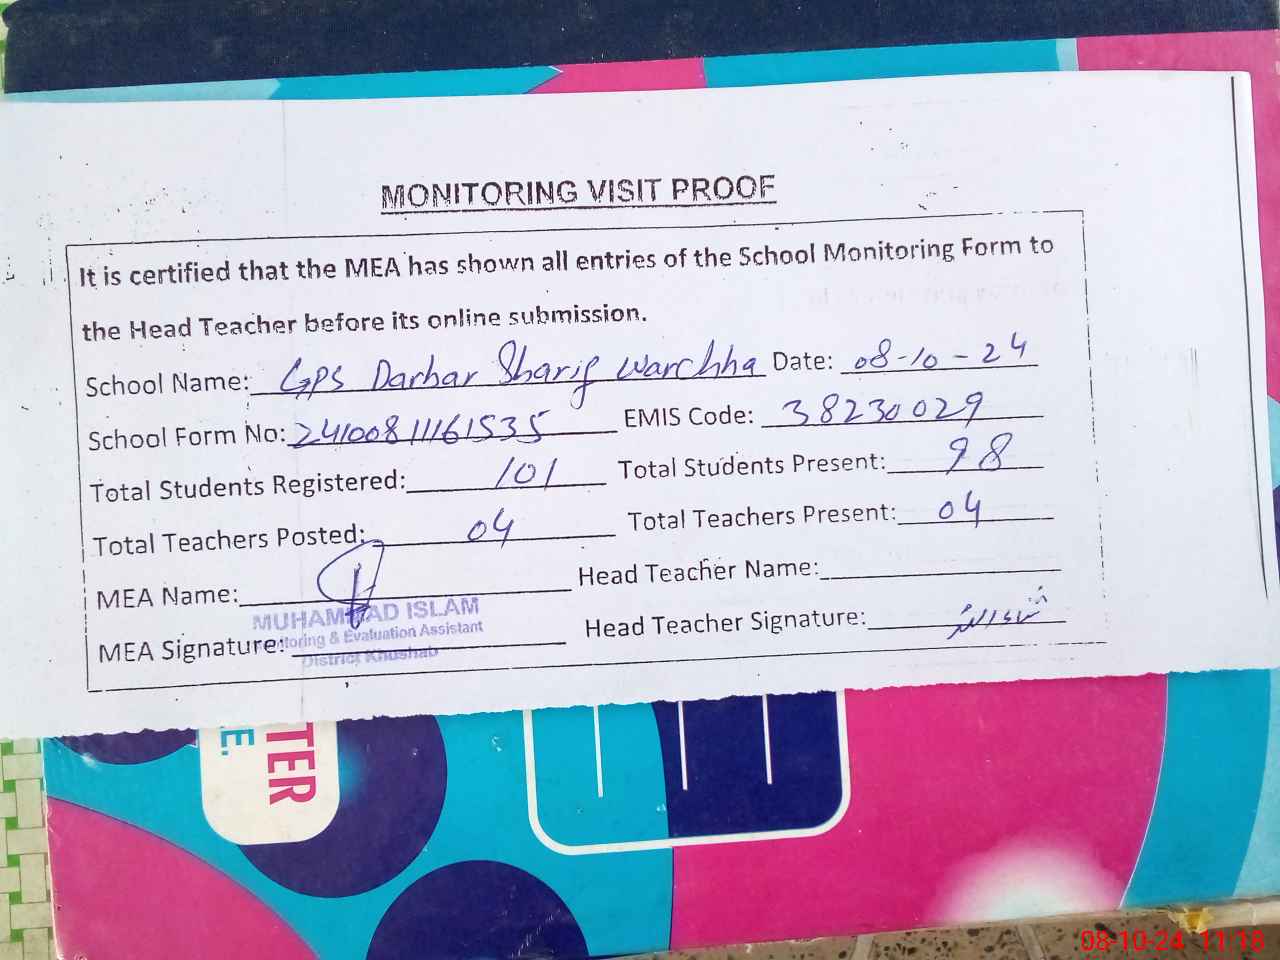 MONITORING VISIT PROOF
It is certified that the MEA has shown all entries of the School Monitoring Form to
the Head Teacher before its online submission.
School Name: GPS Darbar Sharif Warchha Date: 08-10-24
School Form No: 24100811161535 EMIS Code: 38230029
Total Students Registered: 101 Total Students Present: 98
Total Teachers Posted: 04 Total Teachers Present: 04
MEA Name: Head Teacher Name:
MUHAMMAD ISLAM
Monitoring & Evaluation Assistant
District Khushab
MEA Signature: Head Teacher Signature:
TER
E.
08-10-24 11:18